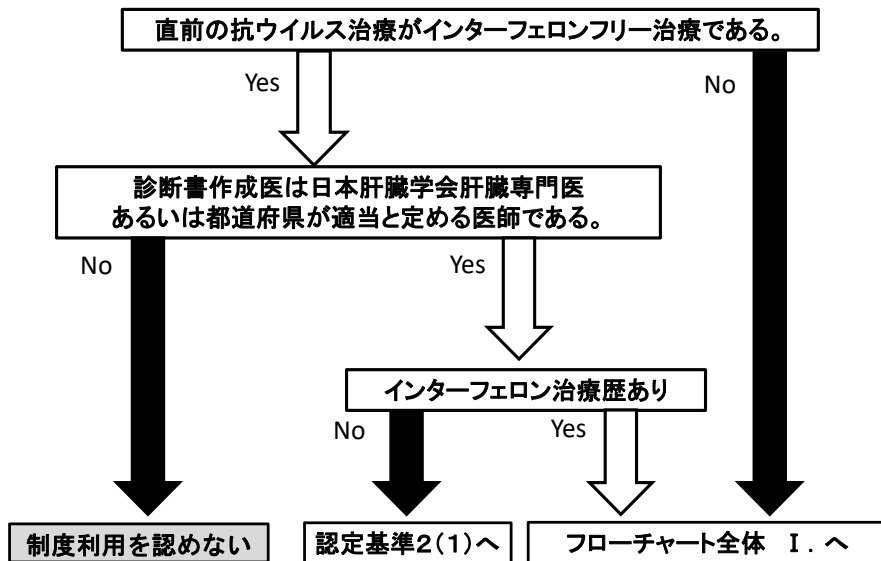 直前の抗ウイルス治療がインターフェロンフリー治療である。
Yes
No
診断書作成医は日本肝臓学会肝臓専門医
あるいは都道府県が適当と定める医師である。
No
Yes
インターフェロン治療歴あり
No
Yes
制度利用を認めない
認定基準2(1)へ
フローチャート全体　Ⅰ.へ